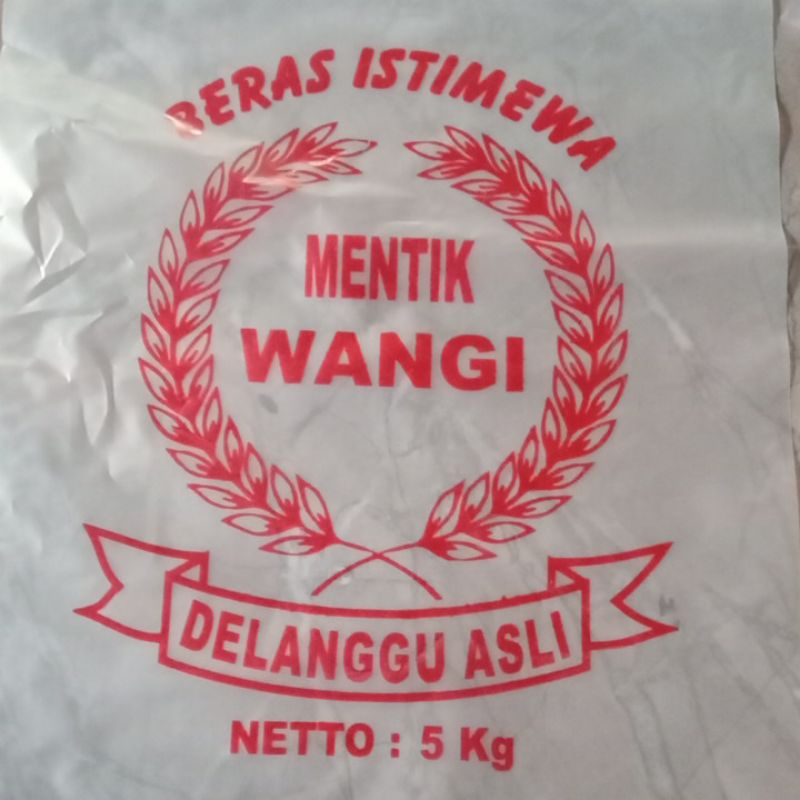 BERAS ISTIMEWA
MENTIK
WANGI
DELANGGU ASLI
NETTO : 5 Kg